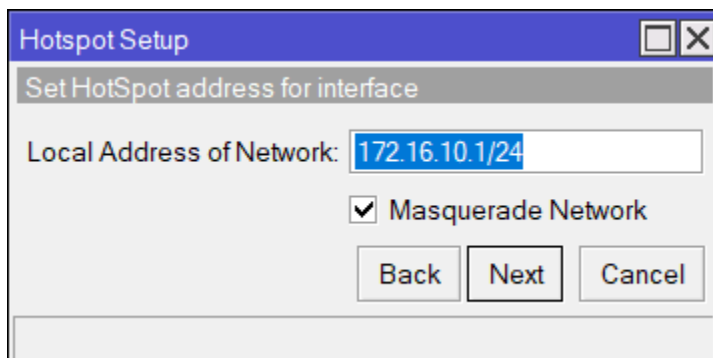 Hotspot Setup
Set HotSpot address for interface
Local Address of Network: 172.16.10.1/24
Masquerade Network
Back Next Cancel